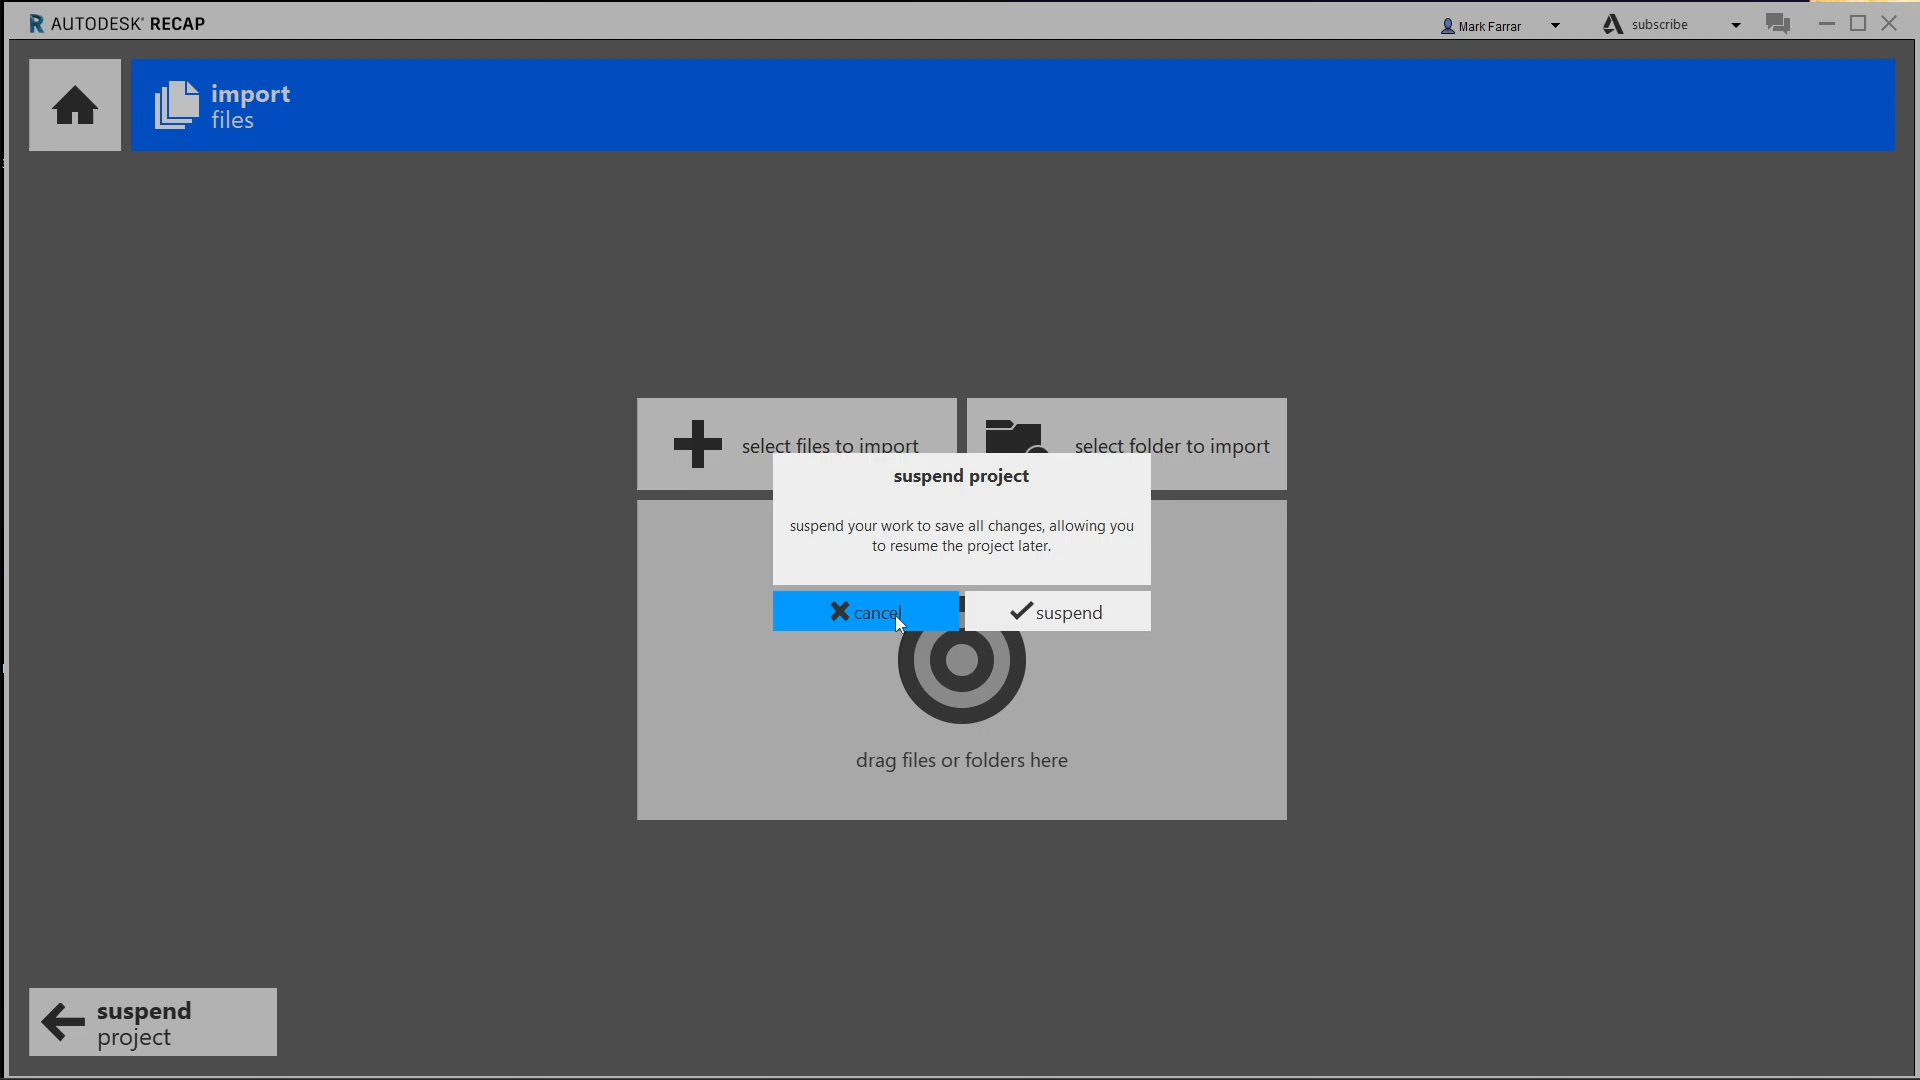 AUTODESK® RECAP
Mark Farrar
subscribe
import
files
select files to import
select folder to import
suspend project
suspend your work to save all changes, allowing you
to resume the project later.
cancel
suspend
drag files or folders here
suspend
project